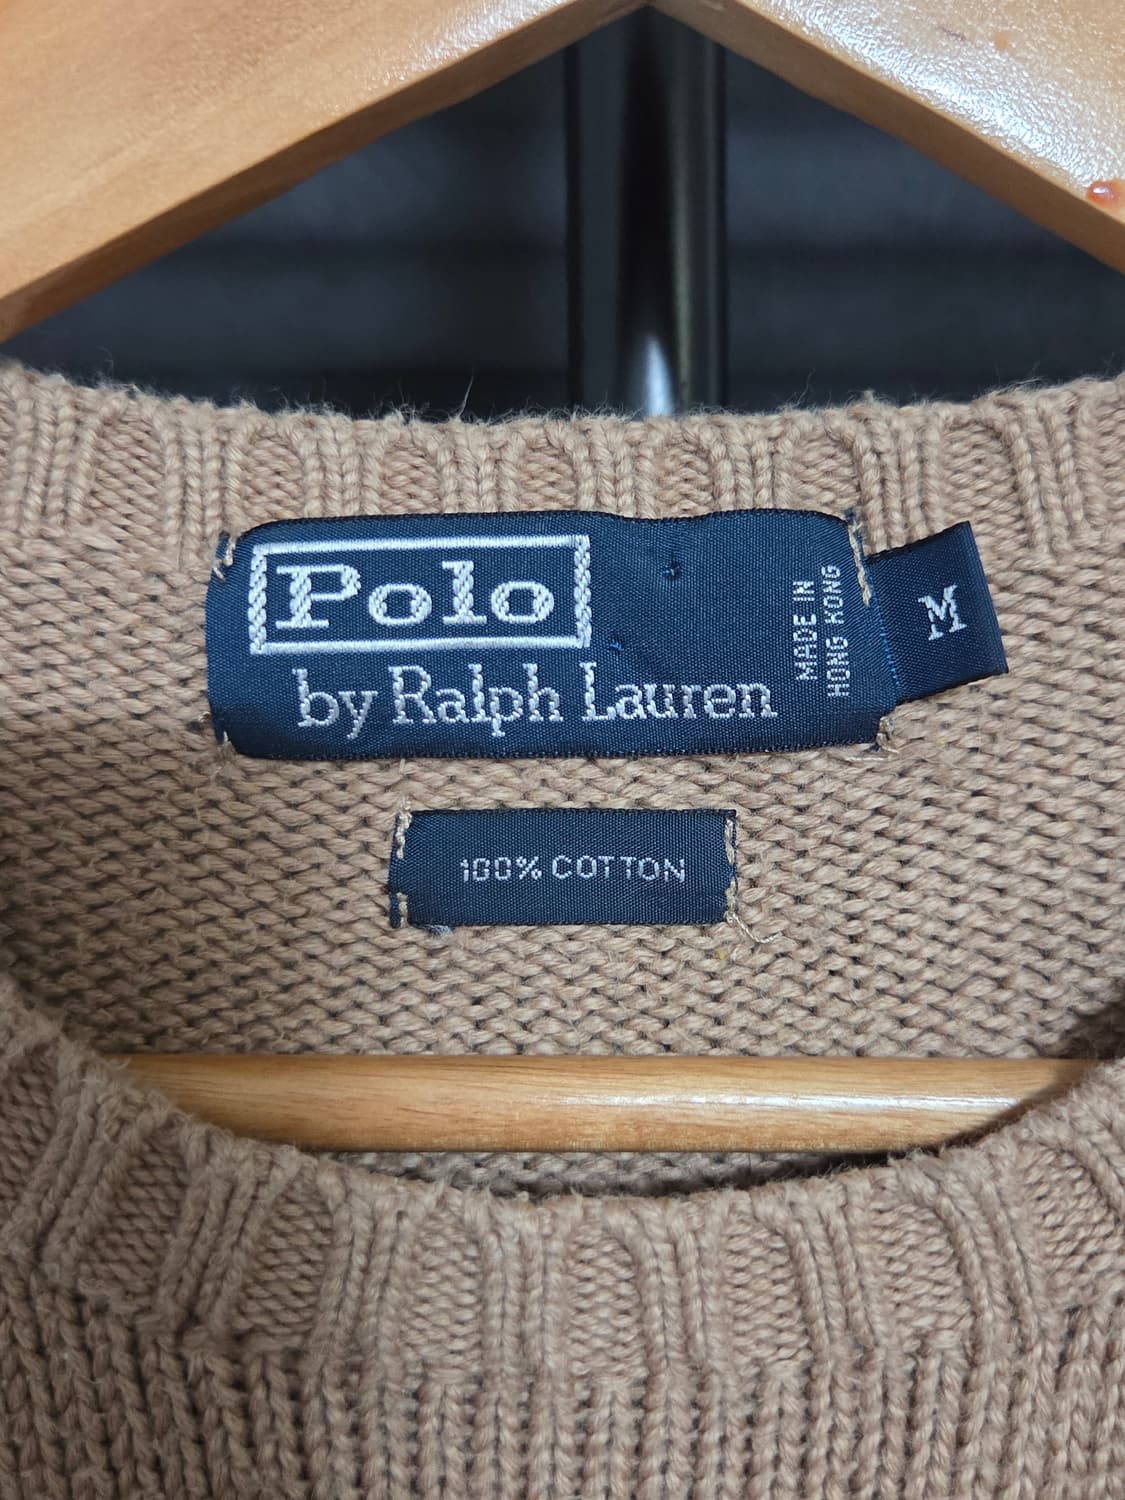 Polo
by Ralph Lauren
MADE IN
HONG KONG
M
100% COTTON